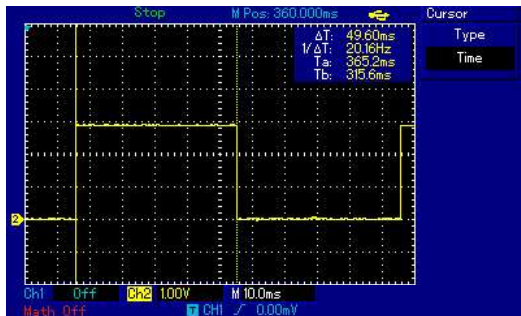 Stop M Pos: 360.000ms Cursor
ΔT: 49.60ms
1/ΔT: 20.16Hz
Ta: 365.2ms
Tb: 315.6ms
Type
Time
2
Ch1 Off Ch2 1.00V M 10.0ms
Math Off T CH1 / 0.00mV